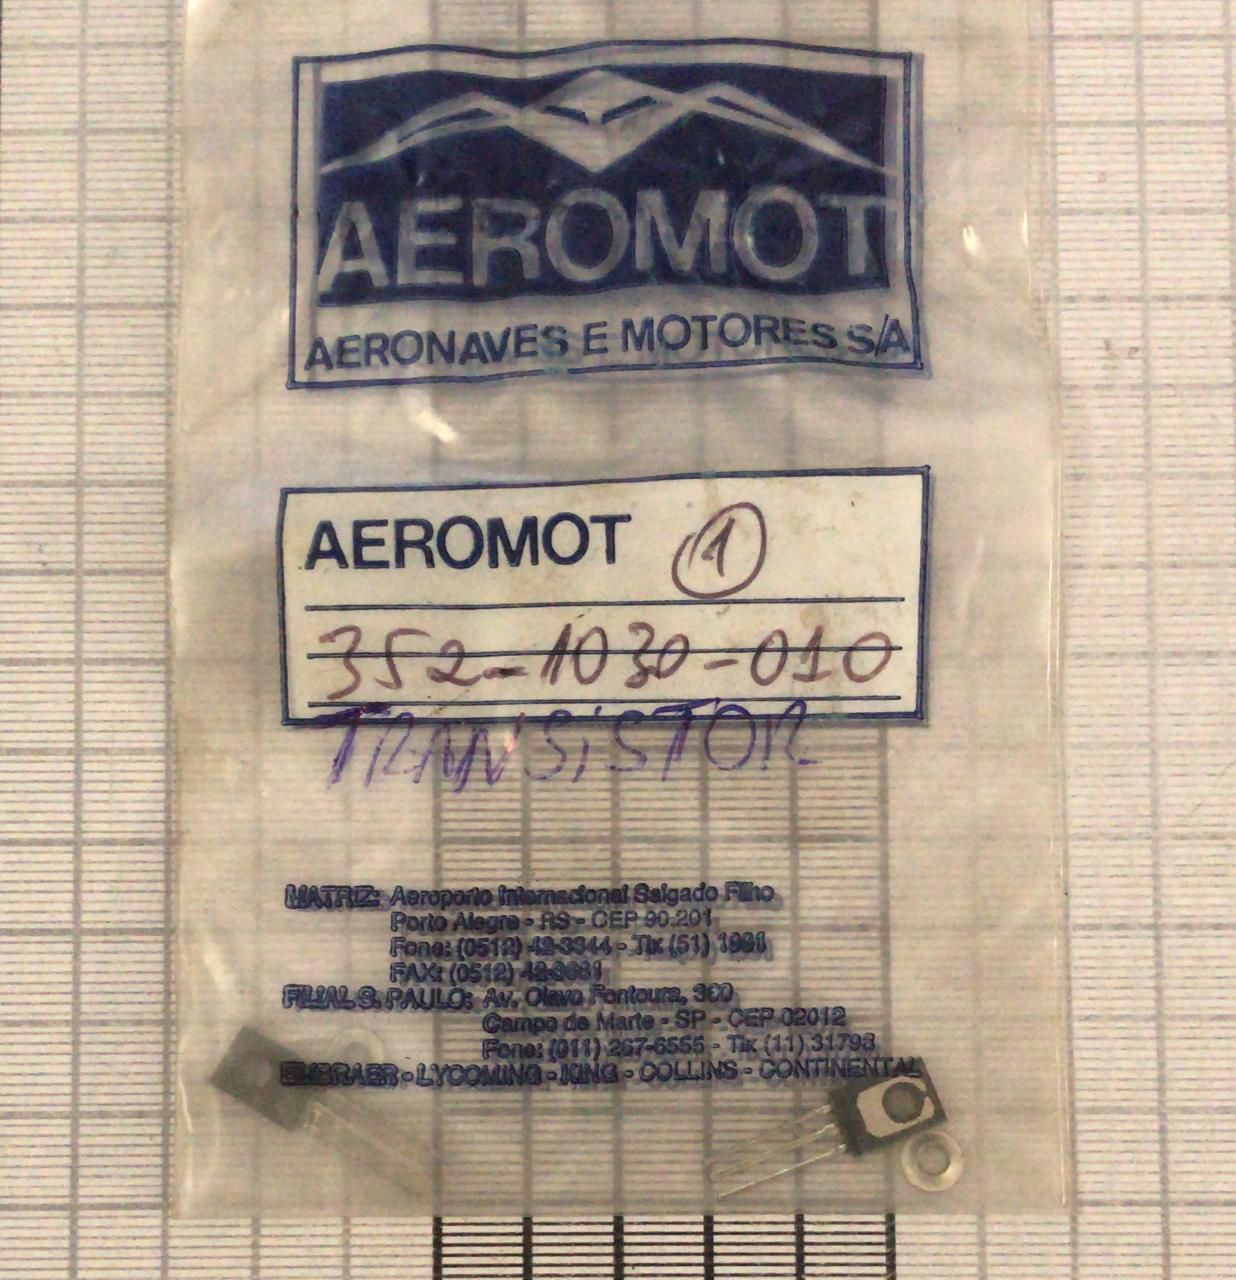 AEROMOT
AERONAVES E MOTORES S/A
AEROMOT 1
352-1030-010
TRANSISTOR
MATRIZ: Aeroporto Internacional Salgado Filho
Porto Alegre - RS - CEP 90.201
Fone: (0512) 42-3344 - Tlx (51) 1991
FAX: (0512) 42-3681
FILIAL S. PAULO: Av. Olavo Fontoura, 300
Campo de Marte - SP - CEP 02012
Fone: (011) 267-6555 - Tlx (11) 31798
EMBRAER - LYCOMING - KING - COLLINS - CONTINENTAL